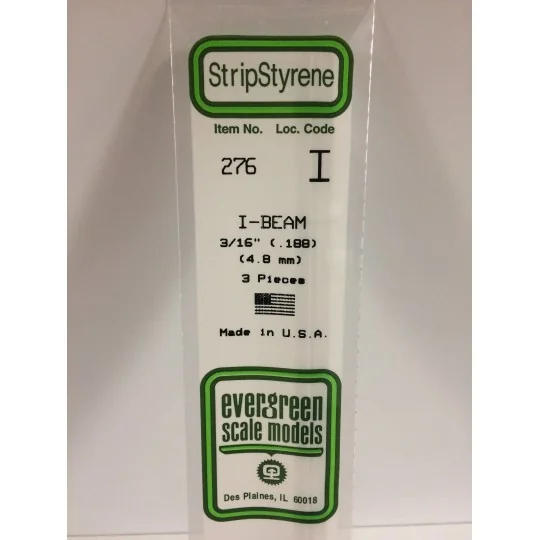 StripStyrene
Item No. Loc. Code
276 I
I-BEAM
3/16" (.188)
(4.8 mm)
3 Pieces
Made in U.S.A.
evergreen
scale models
Des Plaines, IL 60018